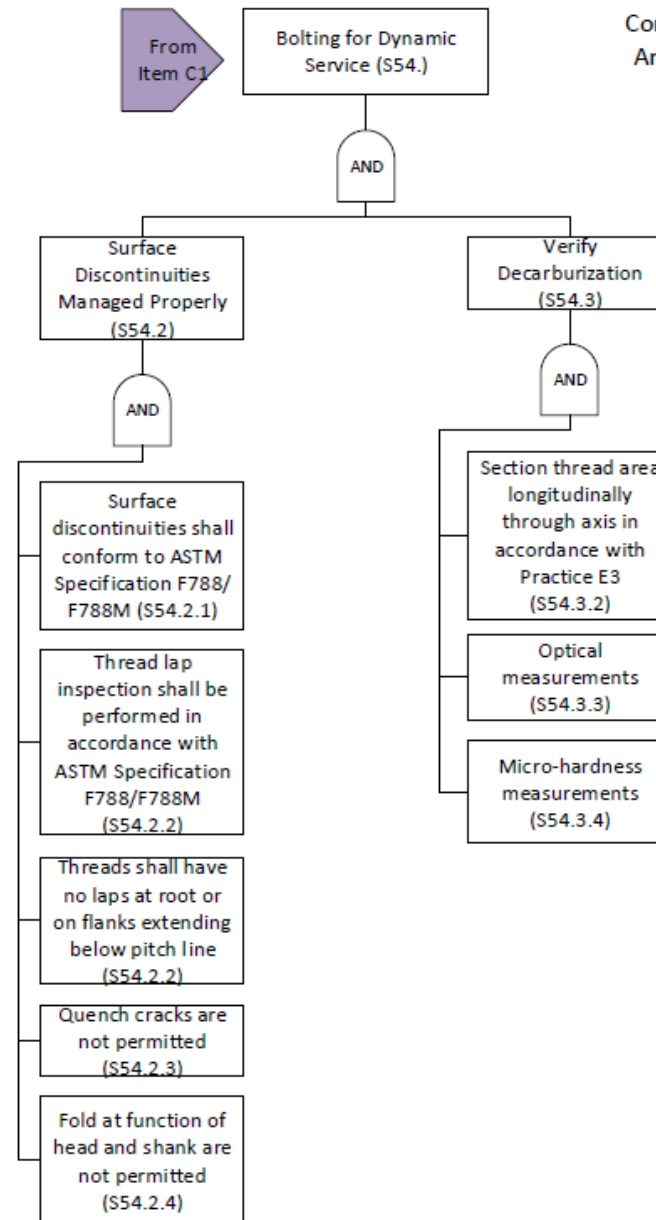 From
Item C1
Bolting for Dynamic
Service (S54.)
AND
Surface
Discontinuities
Managed Properly
(S54.2)
AND
Surface
discontinuities shall
conform to ASTM
Specification F788/
F788M (S54.2.1)
Thread lap
inspection shall be
performed in
accordance with
ASTM Specification
F788/F788M
(S54.2.2)
Threads shall have
no laps at root or
on flanks extending
below pitch line
(S54.2.2)
Quench cracks are
not permitted
(S54.2.3)
Fold at function of
head and shank are
not permitted
(S54.2.4)
Verify
Decarburization
(S54.3)
AND
Section thread area
longitudinally
through axis in
accordance with
Practice E3
(S54.3.2)
Optical
measurements
(S54.3.3)
Micro-hardness
measurements
(S54.3.4)